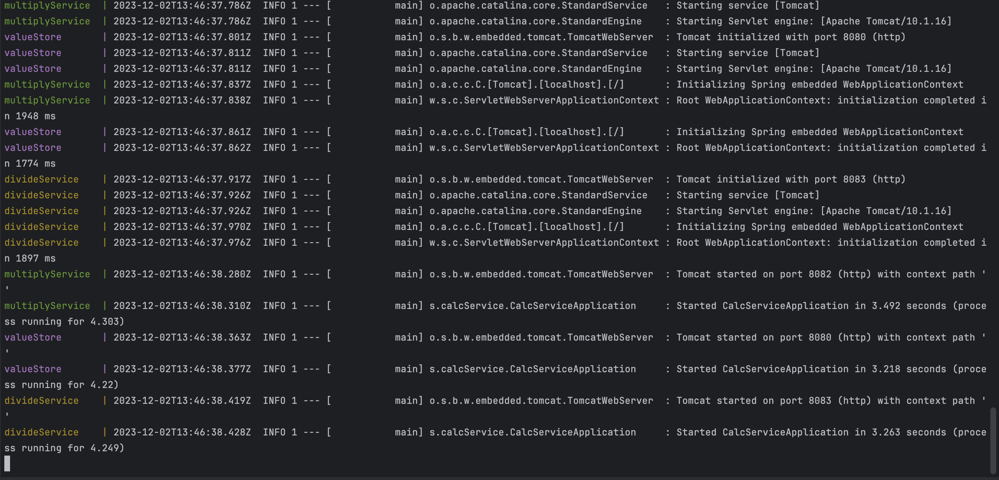 multiplyService  | 2023-12-02T13:46:37.786Z  INFO 1 --- [           main] o.apache.catalina.core.StandardService   : Starting service [Tomcat]
multiplyService  | 2023-12-02T13:46:37.786Z  INFO 1 --- [           main] o.apache.catalina.core.StandardEngine    : Starting Servlet engine: [Apache Tomcat/10.1.16]
valueStore       | 2023-12-02T13:46:37.801Z  INFO 1 --- [           main] o.s.b.w.embedded.tomcat.TomcatWebServer  : Tomcat initialized with port 8080 (http)
valueStore       | 2023-12-02T13:46:37.811Z  INFO 1 --- [           main] o.apache.catalina.core.StandardService   : Starting service [Tomcat]
valueStore       | 2023-12-02T13:46:37.811Z  INFO 1 --- [           main] o.apache.catalina.core.StandardEngine    : Starting Servlet engine: [Apache Tomcat/10.1.16]
multiplyService  | 2023-12-02T13:46:37.837Z  INFO 1 --- [           main] o.a.c.c.C.[Tomcat].[localhost].[/]       : Initializing Spring embedded WebApplicationContext
multiplyService  | 2023-12-02T13:46:37.838Z  INFO 1 --- [           main] w.s.c.ServletWebServerApplicationContext : Root WebApplicationContext: initialization completed i
n 1948 ms
valueStore       | 2023-12-02T13:46:37.861Z  INFO 1 --- [           main] o.a.c.c.C.[Tomcat].[localhost].[/]       : Initializing Spring embedded WebApplicationContext
valueStore       | 2023-12-02T13:46:37.862Z  INFO 1 --- [           main] w.s.c.ServletWebServerApplicationContext : Root WebApplicationContext: initialization completed i
n 1774 ms
divideService    | 2023-12-02T13:46:37.917Z  INFO 1 --- [           main] o.s.b.w.embedded.tomcat.TomcatWebServer  : Tomcat initialized with port 8083 (http)
divideService    | 2023-12-02T13:46:37.926Z  INFO 1 --- [           main] o.apache.catalina.core.StandardService   : Starting service [Tomcat]
divideService    | 2023-12-02T13:46:37.926Z  INFO 1 --- [           main] o.apache.catalina.core.StandardEngine    : Starting Servlet engine: [Apache Tomcat/10.1.16]
divideService    | 2023-12-02T13:46:37.970Z  INFO 1 --- [           main] o.a.c.c.C.[Tomcat].[localhost].[/]       : Initializing Spring embedded WebApplicationContext
divideService    | 2023-12-02T13:46:37.976Z  INFO 1 --- [           main] w.s.c.ServletWebServerApplicationContext : Root WebApplicationContext: initialization completed i
n 1897 ms
multiplyService  | 2023-12-02T13:46:38.280Z  INFO 1 --- [           main] o.s.b.w.embedded.tomcat.TomcatWebServer  : Tomcat started on port 8082 (http) with context path '
'
multiplyService  | 2023-12-02T13:46:38.310Z  INFO 1 --- [           main] s.calcService.CalcServiceApplication     : Started CalcServiceApplication in 3.492 seconds (proce
ss running for 4.303)
valueStore       | 2023-12-02T13:46:38.363Z  INFO 1 --- [           main] o.s.b.w.embedded.tomcat.TomcatWebServer  : Tomcat started on port 8080 (http) with context path '
'
valueStore       | 2023-12-02T13:46:38.377Z  INFO 1 --- [           main] s.calcService.CalcServiceApplication     : Started CalcServiceApplication in 3.218 seconds (proce
ss running for 4.22)
divideService    | 2023-12-02T13:46:38.419Z  INFO 1 --- [           main] o.s.b.w.embedded.tomcat.TomcatWebServer  : Tomcat started on port 8083 (http) with context path '
'
divideService    | 2023-12-02T13:46:38.428Z  INFO 1 --- [           main] s.calcService.CalcServiceApplication     : Started CalcServiceApplication in 3.263 seconds (proce
ss running for 4.249)